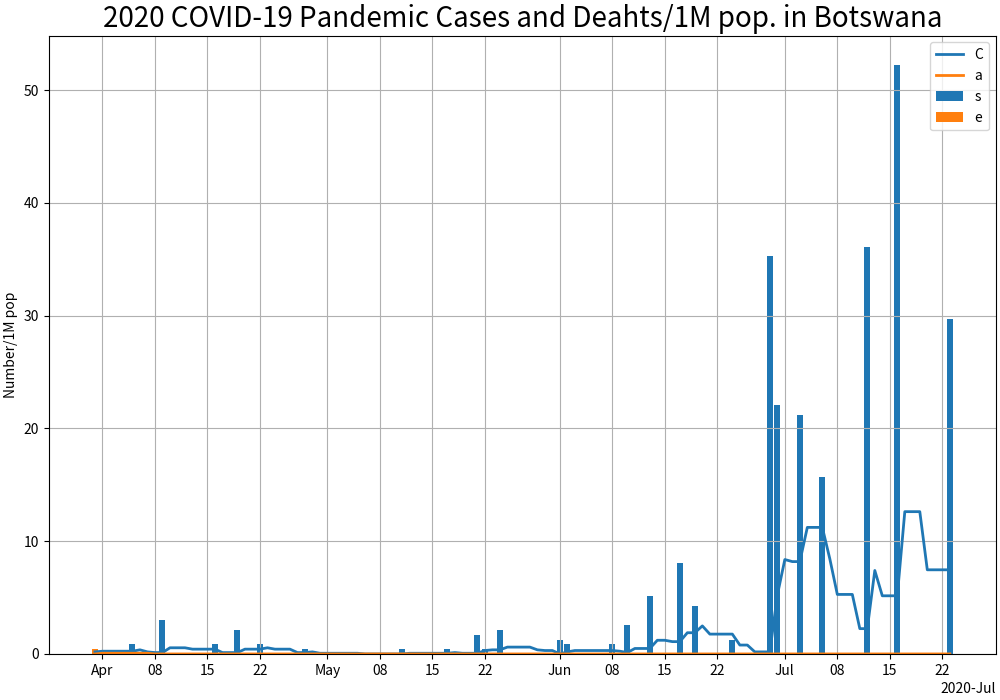 2020 COVID-19 Pandemic Cases and Deahts/1M pop. in Botswana
C
a
s
e
Number/1M pop
50
40
30
20
10
0
Apr 08 15 22 May 08 15 22 Jun 08 15 22 Jul 08 15 22
2020-Jul